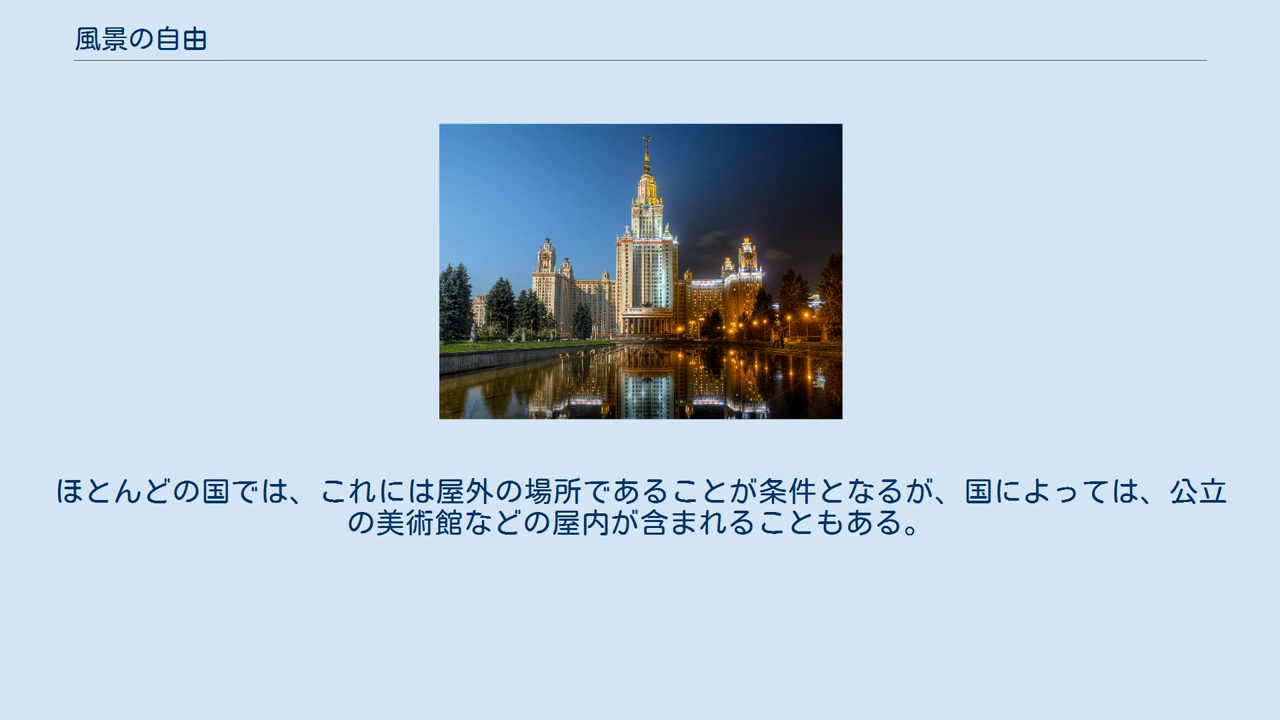 風景の自由
ほとんどの国では、これには屋外の場所であることが条件となるが、国によっては、公立
の美術館などの屋内が含まれることもある。